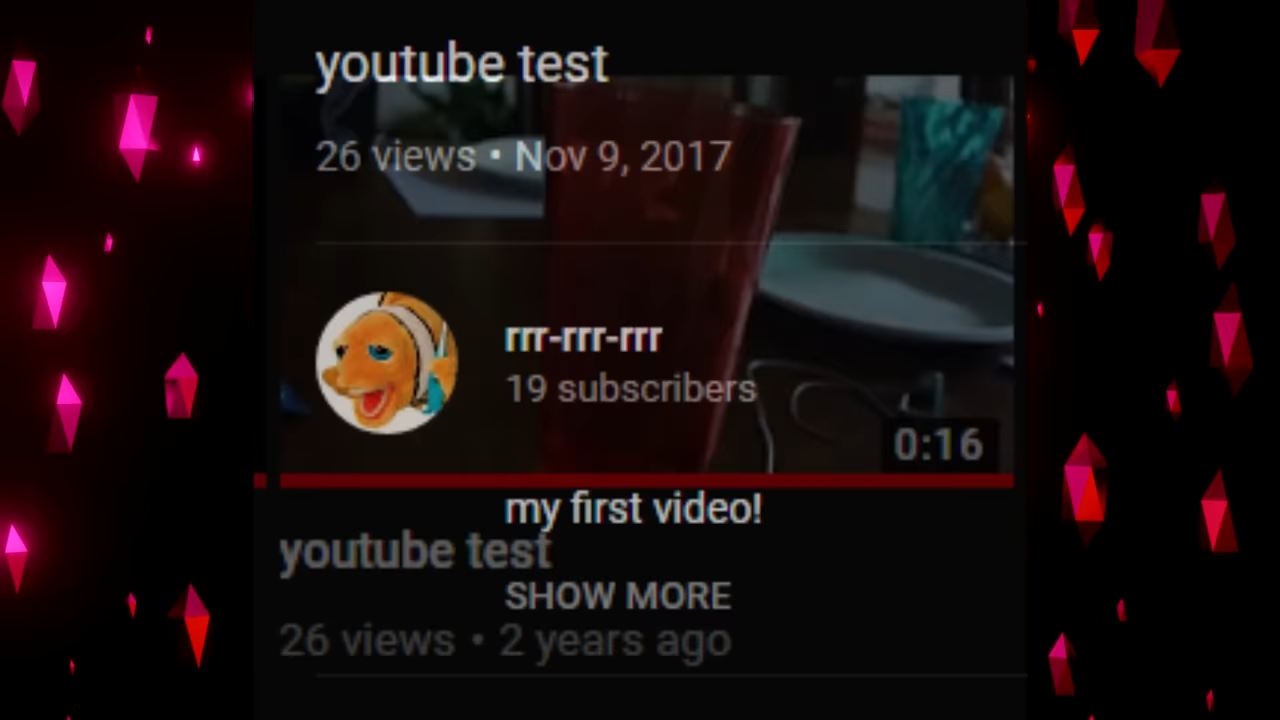 youtube test
26 views • Nov 9, 2017
rrr-rrr-rrr
19 subscribers
0:16
my first video!
youtube test
SHOW MORE
26 views • 2 years ago